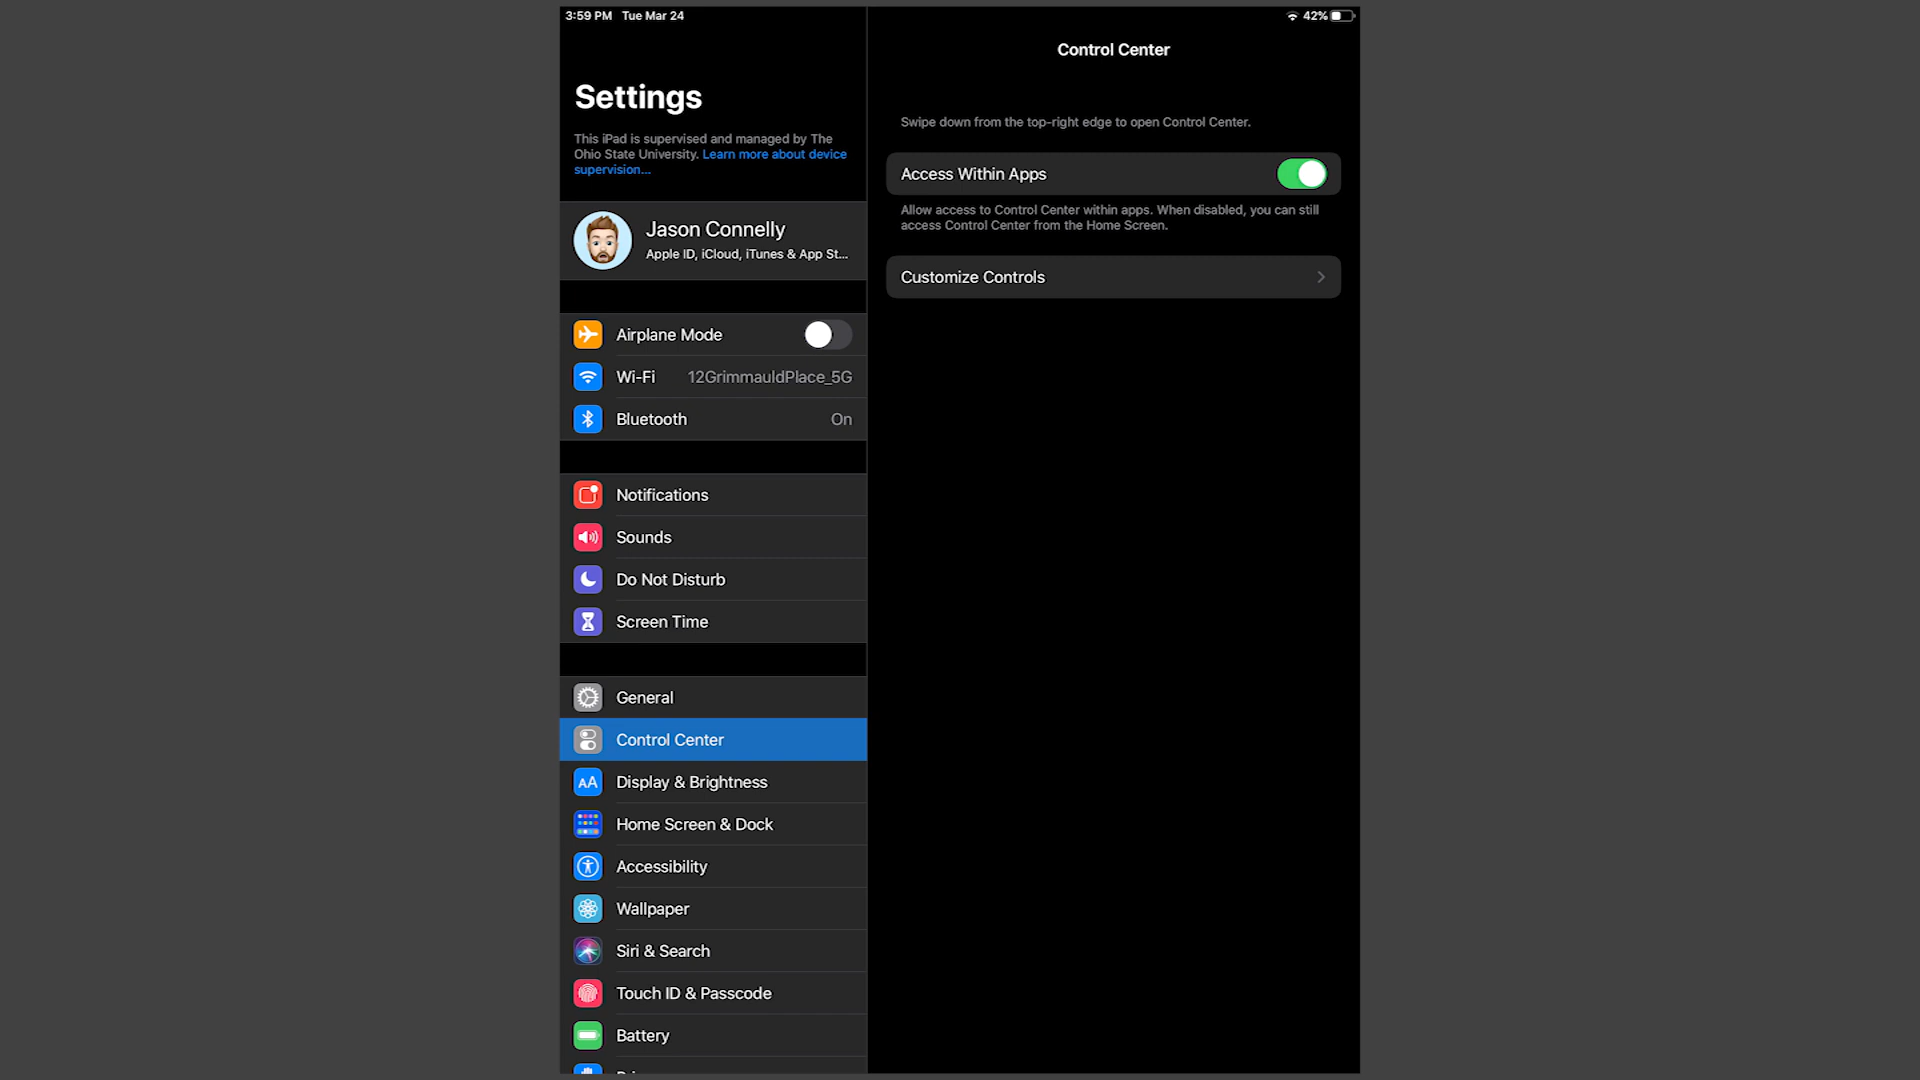 3:59 PM Tue Mar 24
42%
Settings
This iPad is supervised and managed by The
Ohio State University. Learn more about device
supervision...
Jason Connelly
Apple ID, iCloud, iTunes & App St...
Airplane Mode
Wi-Fi 12GrimmauldPlace_5G
Bluetooth On
Notifications
Sounds
Do Not Disturb
Screen Time
General
Control Center
AA Display & Brightness
Home Screen & Dock
Accessibility
Wallpaper
Siri & Search
Touch ID & Passcode
Battery
Control Center
Swipe down from the top-right edge to open Control Center.
Access Within Apps
Allow access to Control Center within apps. When disabled, you can still
access Control Center from the Home Screen.
Customize Controls